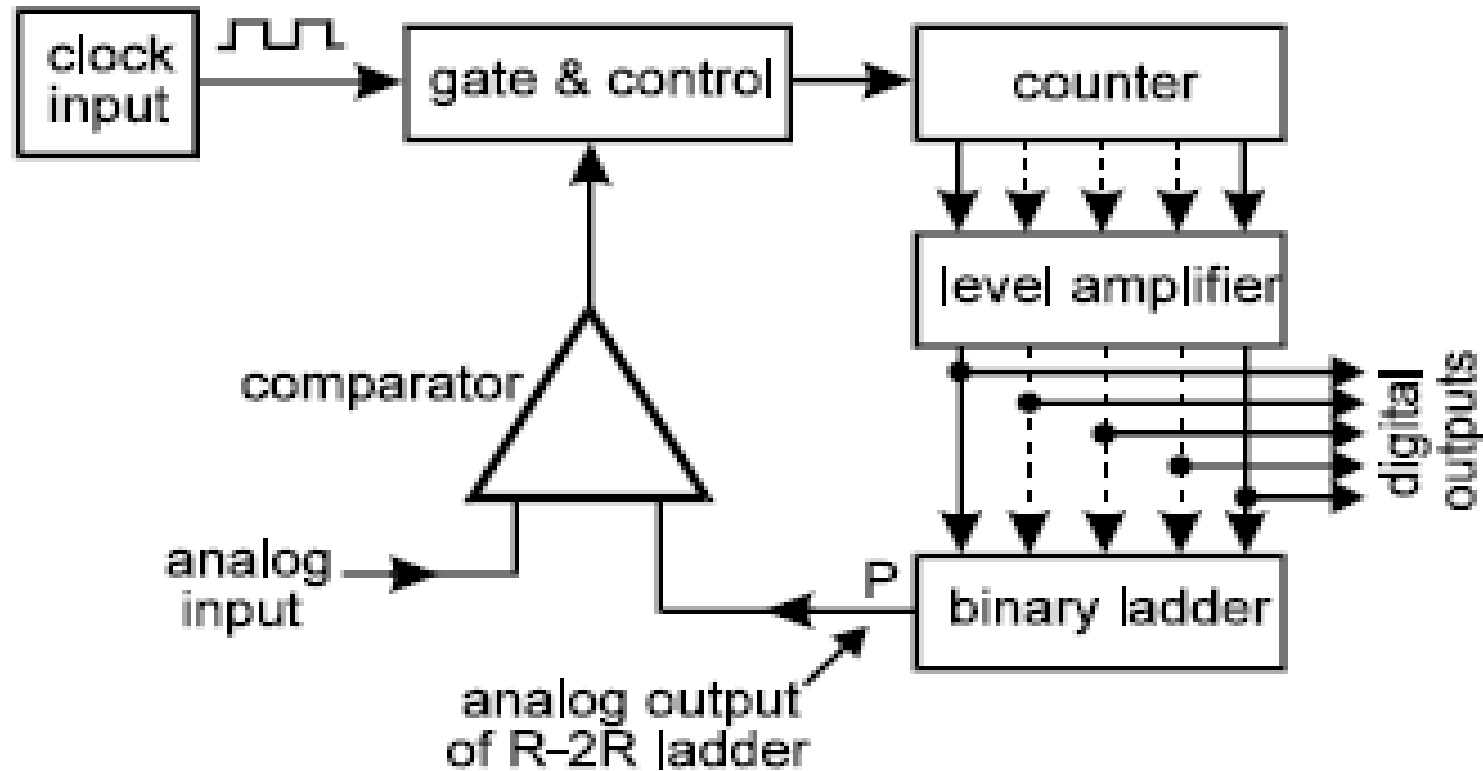 clock
input
gate & control
counter
level amplifier
comparator
digital
outputs
analog
input
P
binary ladder
analog output
of R–2R ladder